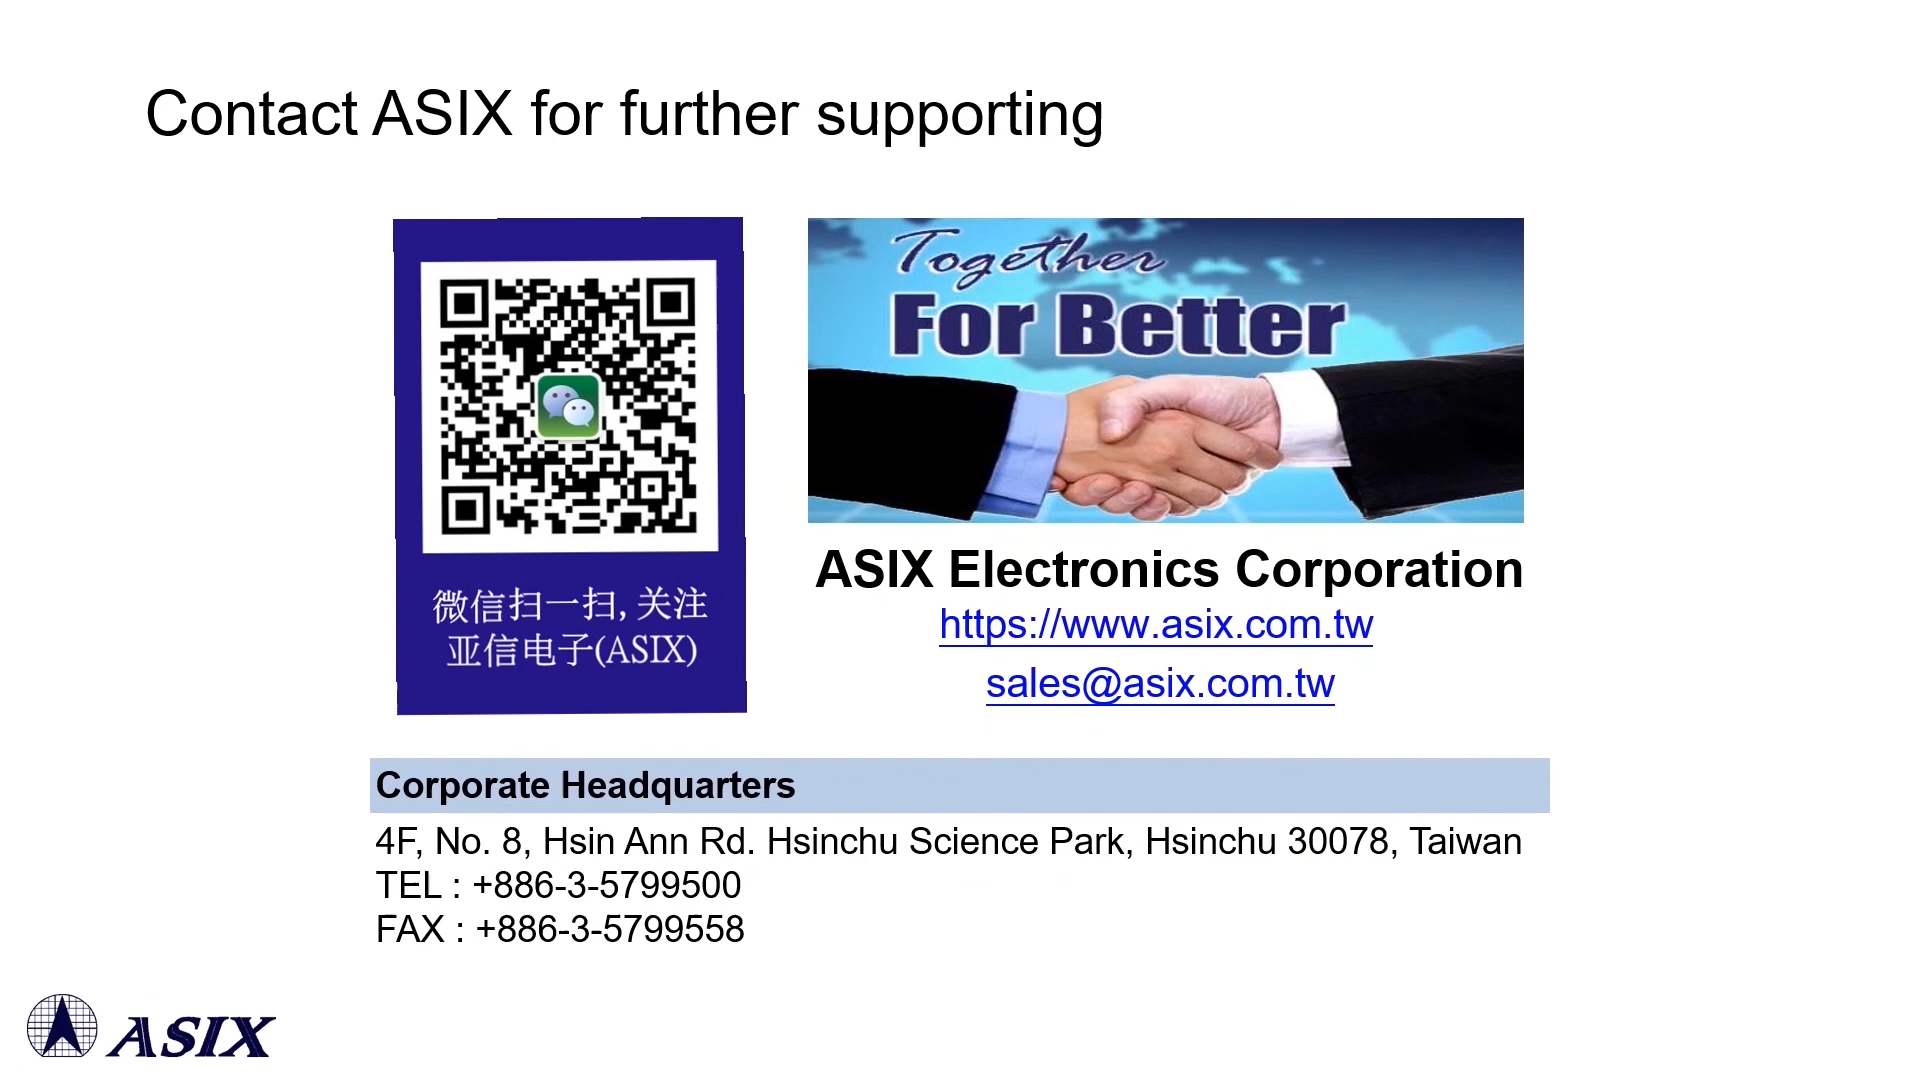 Contact ASIX for further supporting
微信扫一扫, 关注
亚信电子(ASIX)
Together
For Better
ASIX Electronics Corporation
https://www.asix.com.tw
sales@asix.com.tw
Corporate Headquarters
4F, No. 8, Hsin Ann Rd. Hsinchu Science Park, Hsinchu 30078, Taiwan
TEL : +886-3-5799500
FAX : +886-3-5799558
ASIX